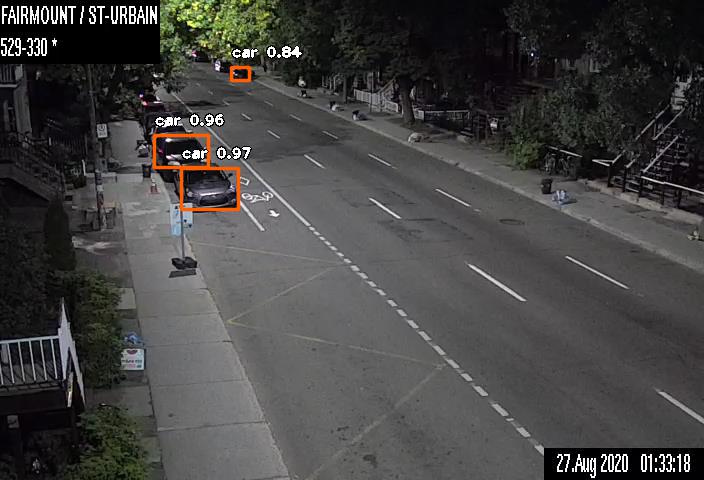 FAIRMOUNT / ST-URBAIN
529-330 *
car 0.84
car 0.96
car 0.97
27.Aug 2020 01:33:18